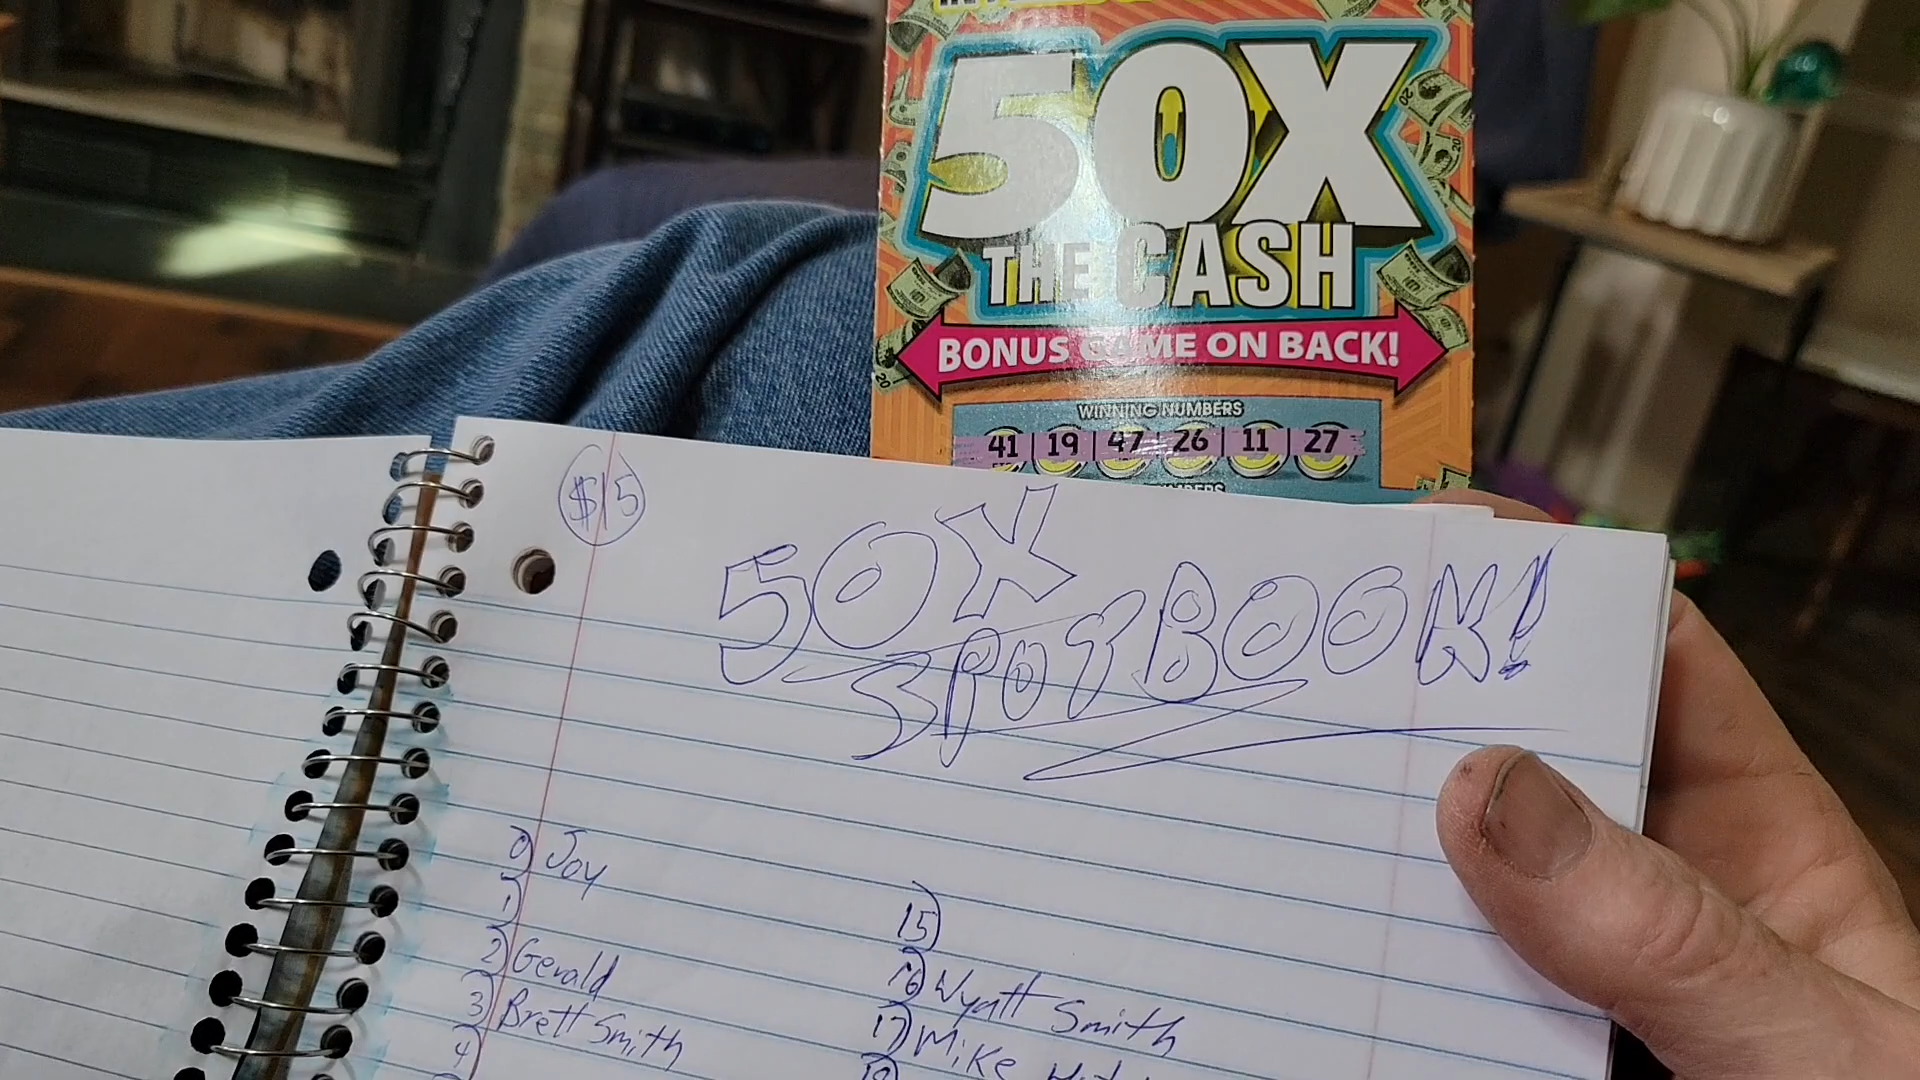 50X
THE CASH
BONUS GAME ON BACK!
WINNING NUMBERS
41 19 47 26 11 27
$15
50X
SPOT BOOK!
0) Joy
1)
2) Gerald
3) Brett Smith
4)
15)
16) Wyatt Smith
17) Mike